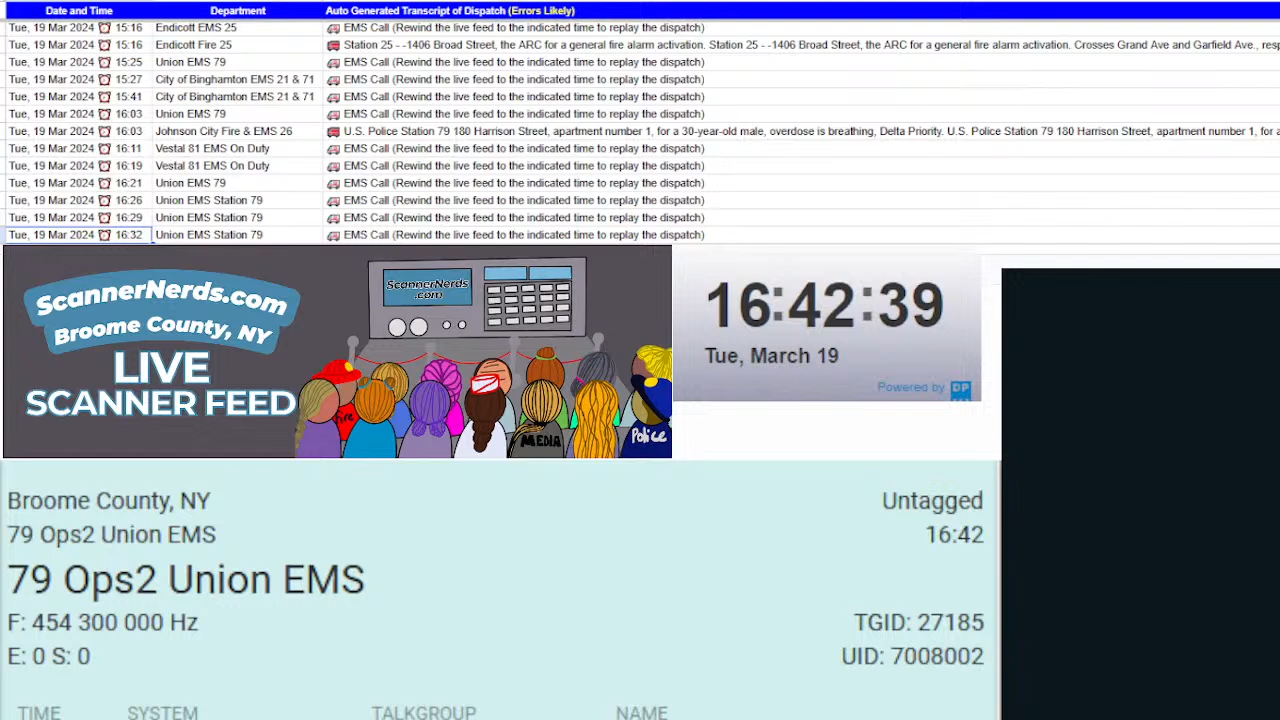 Date and Time Department Auto Generated Transcript of Dispatch (Errors Likely)
Tue, 19 Mar 2024 ⏰ 15:16 Endicott EMS 25 🚑 EMS Call (Rewind the live feed to the indicated time to replay the dispatch)
Tue, 19 Mar 2024 ⏰ 15:16 Endicott Fire 25 🚒 Station 25 - -1406 Broad Street, the ARC for a general fire alarm activation. Station 25 - -1406 Broad Street, the ARC for a general fire alarm activation. Crosses Grand Ave and Garfield Ave., resp
Tue, 19 Mar 2024 ⏰ 15:25 Union EMS 79 🚑 EMS Call (Rewind the live feed to the indicated time to replay the dispatch)
Tue, 19 Mar 2024 ⏰ 15:27 City of Binghamton EMS 21 & 71 🚑 EMS Call (Rewind the live feed to the indicated time to replay the dispatch)
Tue, 19 Mar 2024 ⏰ 15:41 City of Binghamton EMS 21 & 71 🚑 EMS Call (Rewind the live feed to the indicated time to replay the dispatch)
Tue, 19 Mar 2024 ⏰ 16:03 Union EMS 79 🚑 EMS Call (Rewind the live feed to the indicated time to replay the dispatch)
Tue, 19 Mar 2024 ⏰ 16:03 Johnson City Fire & EMS 26 🚒 U.S. Police Station 79 180 Harrison Street, apartment number 1, for a 30-year-old male, overdose is breathing, Delta Priority. U.S. Police Station 79 180 Harrison Street, apartment number 1, for a
Tue, 19 Mar 2024 ⏰ 16:11 Vestal 81 EMS On Duty 🚑 EMS Call (Rewind the live feed to the indicated time to replay the dispatch)
Tue, 19 Mar 2024 ⏰ 16:19 Vestal 81 EMS On Duty 🚑 EMS Call (Rewind the live feed to the indicated time to replay the dispatch)
Tue, 19 Mar 2024 ⏰ 16:21 Union EMS 79 🚑 EMS Call (Rewind the live feed to the indicated time to replay the dispatch)
Tue, 19 Mar 2024 ⏰ 16:26 Union EMS Station 79 🚑 EMS Call (Rewind the live feed to the indicated time to replay the dispatch)
Tue, 19 Mar 2024 ⏰ 16:29 Union EMS Station 79 🚑 EMS Call (Rewind the live feed to the indicated time to replay the dispatch)
Tue, 19 Mar 2024 ⏰ 16:32 Union EMS Station 79 🚑 EMS Call (Rewind the live feed to the indicated time to replay the dispatch)
ScannerNerds.com
Broome County, NY
LIVE
SCANNER FEED
ScannerNerds
.com
Fire
MEDIA
Police
16:42:39
Tue, March 19
Powered by DP
Broome County, NY Untagged
79 Ops2 Union EMS 16:42
79 Ops2 Union EMS
F: 454 300 000 Hz TGID: 27185
E: 0 S: 0 UID: 7008002
TIME SYSTEM TALKGROUP NAME